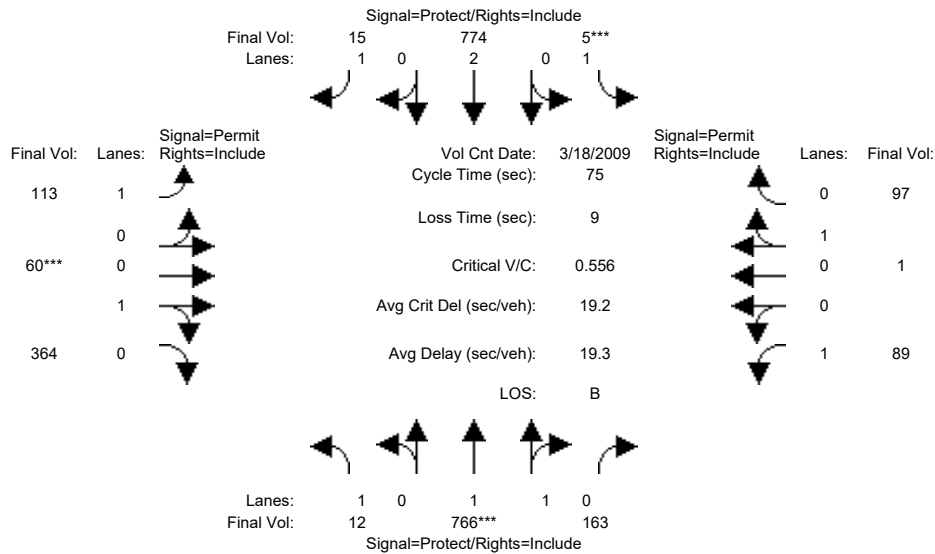 Signal=Protect/Rights=Include
Final Vol: 15 774 5***
Lanes: 1 0 2 0 1
Signal=Permit
Final Vol: Lanes: Rights=Include
Vol Cnt Date: 3/18/2009
Signal=Permit
Rights=Include Lanes: Final Vol:
Cycle Time (sec): 75
113 1
0 97
Loss Time (sec): 9
0
1
60*** 0
Critical V/C: 0.556
0 1
1
Avg Crit Del (sec/veh): 19.2
0
364 0
Avg Delay (sec/veh): 19.3
1 89
LOS: B
Lanes: 1 0 1 1 0
Final Vol: 12 766*** 163
Signal=Protect/Rights=Include